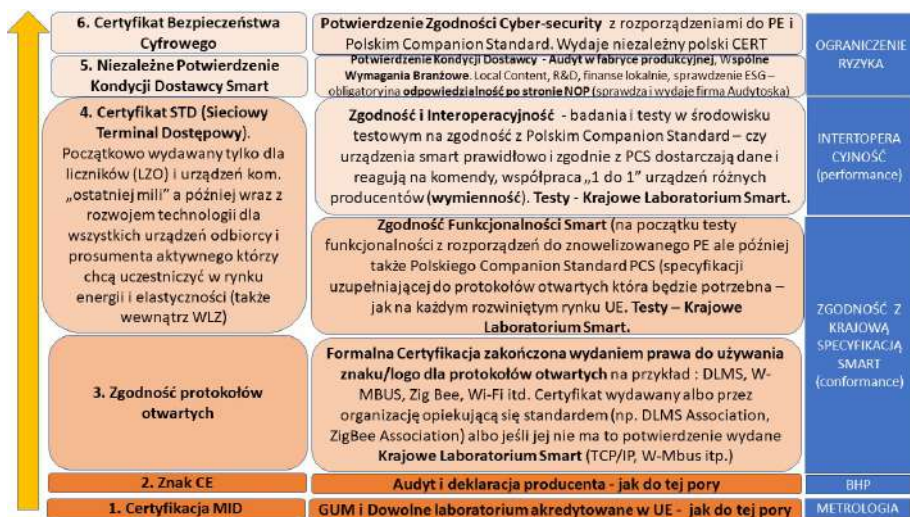 6. Certyfikat Bezpieczeństwa
Cyfrowego
Potwierdzenie Zgodności Cyber-security z rozporządzeniami do PE i
Polskim Companion Standard. Wydaje niezależny polski CERT
OGRANICZENIE
RYZYKA
5. Niezależne Potwierdzenie
Kondycji Dostawcy Smart
Potwierdzenie Kondycji Dostawcy - Audyt w fabryce produkcyjnej, Wspólne
Wymagania Branżowe. Local Content, R&D, finanse lokalnie, sprawdzenie ESG –
obligatoryjna odpowiedzialność po stronie NOP (sprawdza i wydaje firma Audytoska)
4. Certyfikat STD (Sieciowy
Terminal Dostępowy).
Początkowo wydawany tylko dla
liczników (LZO) i urządzeń kom.
„ostatniej mili” a później wraz z
rozwojem technologii dla
wszystkich urządzeń odbiorcy i
prosumenta aktywnego którzy
chcą uczestniczyć w rynku
energii i elastyczności (także
wewnątrz WLZ)
Zgodność i Interoperacyjność - badania i testy w środowisku
testowym na zgodność z Polskim Companion Standard – czy
urządzenia smart prawidłowo i zgodnie z PCS dostarczają dane i
reagują na komendy, współpraca „1 do 1” urządzeń różnych
producentów (wymienność). Testy - Krajowe Laboratorium Smart.
INTERTOPERA
CYJNOŚĆ
(performance)
Zgodność Funkcjonalności Smart (na początku testy
funkcjonalności z rozporządzeń do znowelizowanego PE ale później
także Polskiego Companion Standard PCS (specyfikacji
uzupełniającej do protokołów otwartych która będzie potrzebna –
jak na każdym rozwiniętym rynku UE. Testy – Krajowe
Laboratorium Smart.
ZGODNOŚĆ Z
KRAJOWĄ
SPECYFIKACJĄ
SMART
(conformance)
3. Zgodność protokołów
otwartych
Formalna Certyfikacja zakończona wydaniem prawa do używania
znaku/logo dla protokołów otwartych na przykład : DLMS, W-
MBUS, Zig Bee, Wi-Fi itd. Certyfikat wydawany albo przez
organizację opiekującą się standardem (np. DLMS Association,
ZigBee Association) albo jeśli jej nie ma to potwierdzenie wydane
Krajowe Laboratorium Smart (TCP/IP, W-Mbus itp.)
2. Znak CE
Audyt i deklaracja producenta - jak do tej pory
BHP
1. Certyfikacja MID
GUM i Dowolne laboratorium akredytowane w UE - jak do tej pory
METROLOGIA